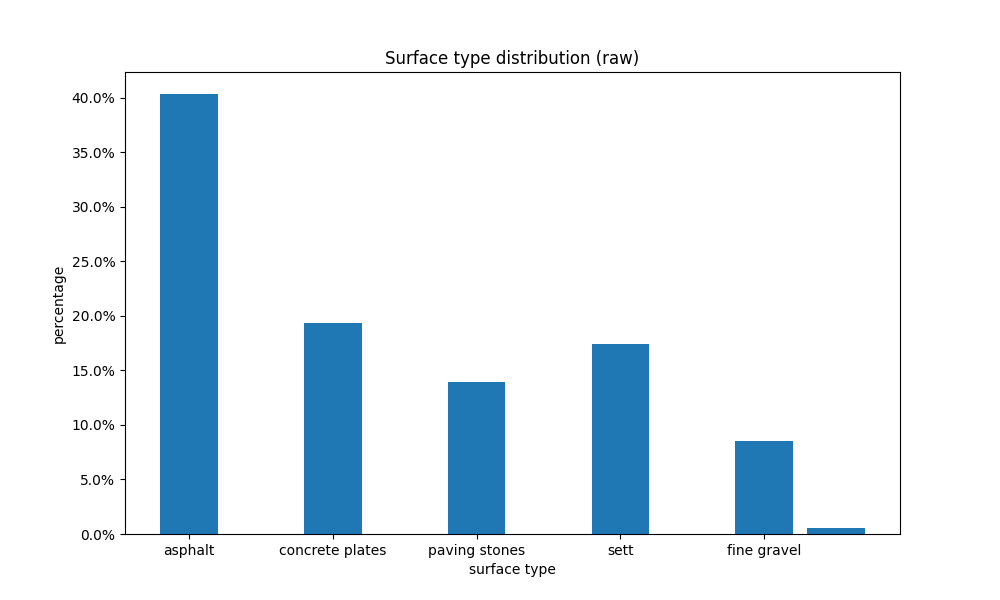 Surface type distribution (raw)
40.0%
35.0%
30.0%
25.0%
20.0%
15.0%
10.0%
5.0%
0.0%
percentage
asphalt concrete plates paving stones sett fine gravel
surface type